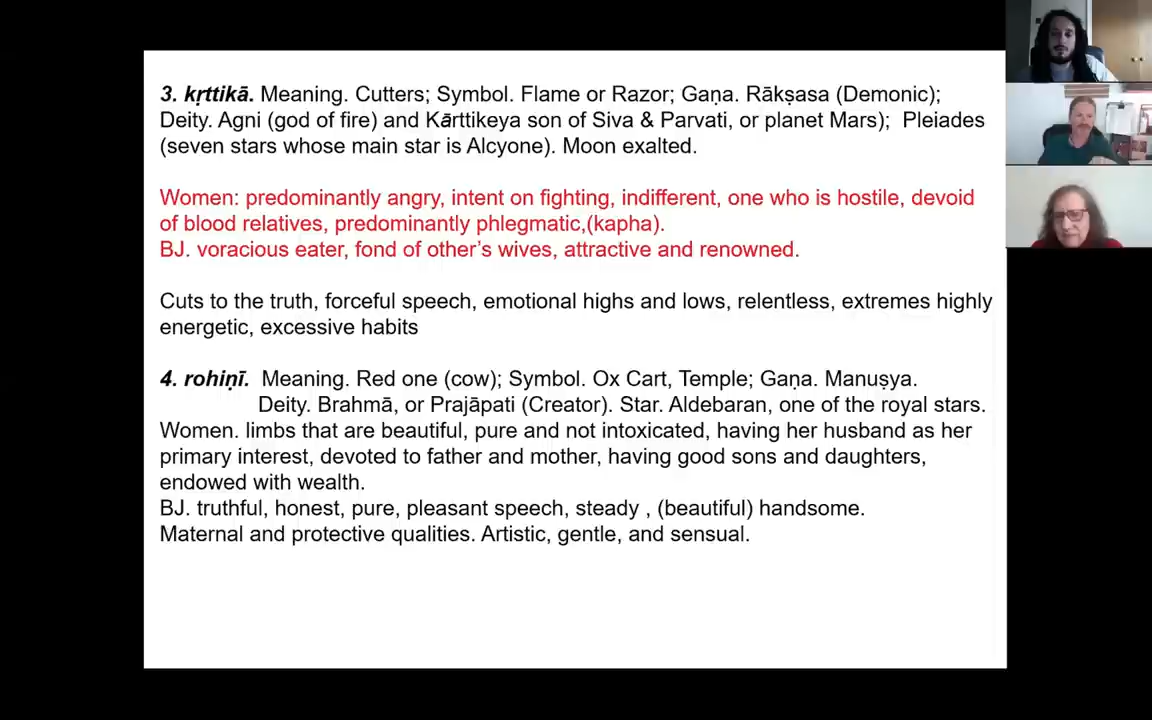 3. kṛttikā. Meaning. Cutters; Symbol. Flame or Razor; Gaṇa. Rākṣasa (Demonic);
Deity. Agni (god of fire) and Kārttikeya son of Siva & Parvati, or planet Mars);  Pleiades
(seven stars whose main star is Alcyone). Moon exalted.
Women: predominantly angry, intent on fighting, indifferent, one who is hostile, devoid
of blood relatives, predominantly phlegmatic,(kapha).
BJ. voracious eater, fond of other’s wives, attractive and renowned.
Cuts to the truth, forceful speech, emotional highs and lows, relentless, extremes highly
energetic, excessive habits
4. rohiṇī.  Meaning. Red one (cow); Symbol. Ox Cart, Temple; Gaṇa. Manuṣya.
Deity. Brahmā, or Prajāpati (Creator). Star. Aldebaran, one of the royal stars.
Women. limbs that are beautiful, pure and not intoxicated, having her husband as her
primary interest, devoted to father and mother, having good sons and daughters,
endowed with wealth.
BJ. truthful, honest, pure, pleasant speech, steady , (beautiful) handsome.
Maternal and protective qualities. Artistic, gentle, and sensual.